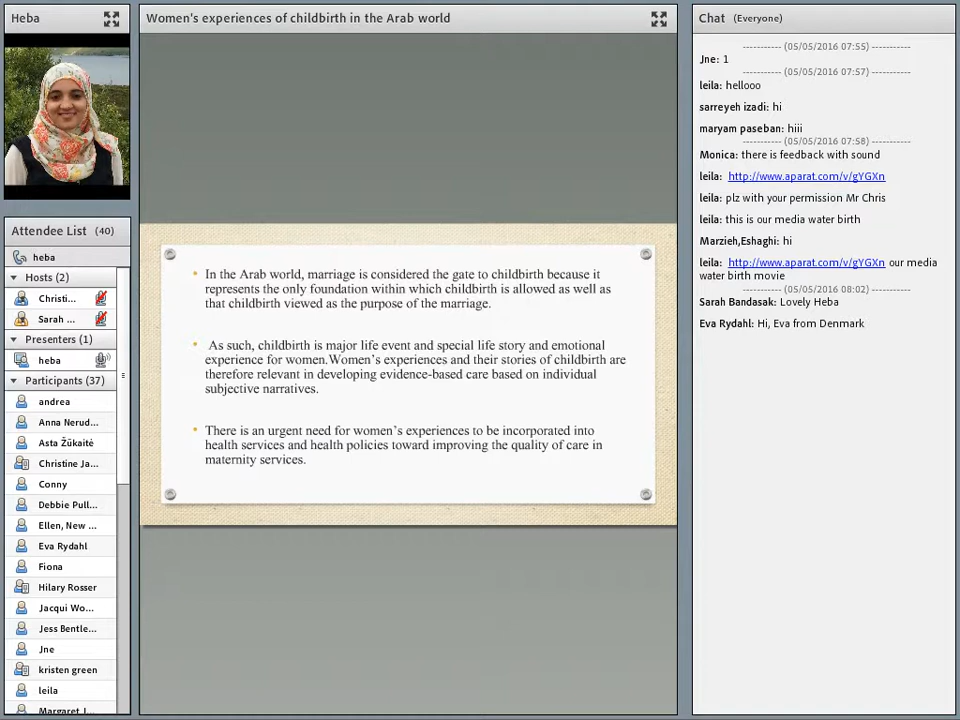 Heba
Attendee List (40)
heba
Hosts (2)
Christi...
Sarah ...
Presenters (1)
heba
Participants (37)
andrea
Anna Nerud...
Asta Žūkaitė
Christine Ja...
Conny
Debbie Pull...
Ellen, New ...
Eva Rydahl
Fiona
Hilary Rosser
Jacqui Wo...
Jess Bentle...
Jne
kristen green
leila
Margaret J...
Women's experiences of childbirth in the Arab world
• In the Arab world, marriage is considered the gate to childbirth because it
represents the only foundation within which childbirth is allowed as well as
that childbirth viewed as the purpose of the marriage.
• As such, childbirth is major life event and special life story and emotional
experience for women.Women's experiences and their stories of childbirth are
therefore relevant in developing evidence-based care based on individual
subjective narratives.
• There is an urgent need for women's experiences to be incorporated into
health services and health policies toward improving the quality of care in
maternity services.
Chat (Everyone)
----------- (05/05/2016 07:55) -----------
Jne: 1
----------- (05/05/2016 07:57) -----------
leila: hellooo
sarreyeh izadi: hi
maryam paseban: hiii
----------- (05/05/2016 07:58) -----------
Monica: there is feedback with sound
leila: http://www.aparat.com/v/gYGXn
leila: plz with your permission Mr Chris
leila: this is our media water birth
Marzieh,Eshaghi: hi
leila: http://www.aparat.com/v/gYGXn our media
water birth movie
----------- (05/05/2016 08:02) -----------
Sarah Bandasak: Lovely Heba
Eva Rydahl: Hi, Eva from Denmark